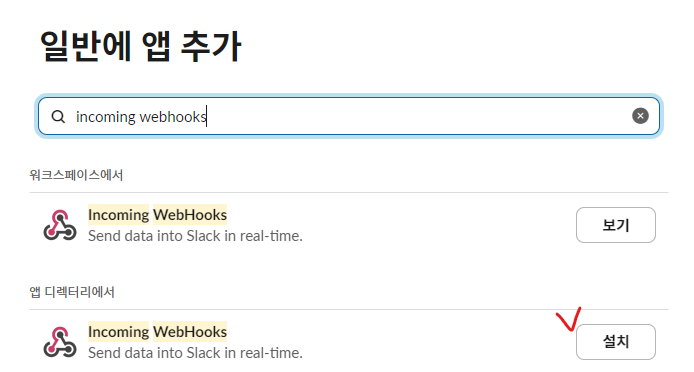 일반에 앱 추가
incoming webhooks
워크스페이스에서
Incoming WebHooks
Send data into Slack in real-time.
보기
앱 디렉터리에서
Incoming WebHooks
Send data into Slack in real-time.
설치